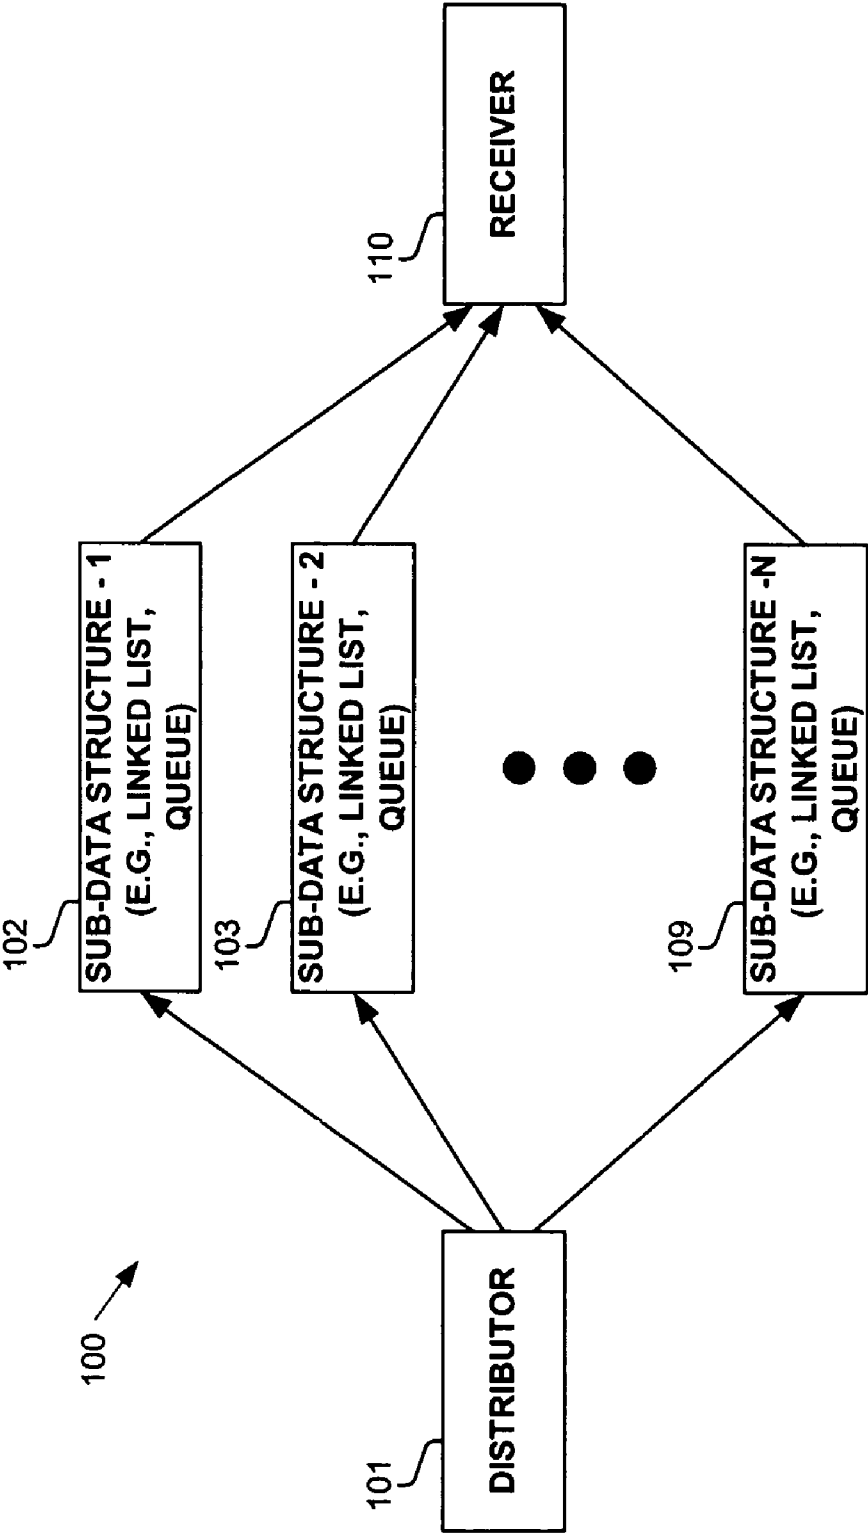 100
101
DISTRIBUTOR
102
SUB-DATA STRUCTURE - 1
(E.G., LINKED LIST,
QUEUE)
103
SUB-DATA STRUCTURE - 2
(E.G., LINKED LIST,
QUEUE)
109
SUB-DATA STRUCTURE -N
(E.G., LINKED LIST,
QUEUE)
110
RECEIVER